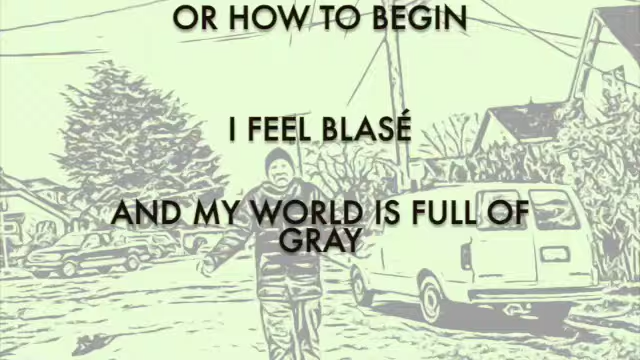 OR HOW TO BEGIN
I FEEL BLASÉ
AND MY WORLD IS FULL OF
GRAY